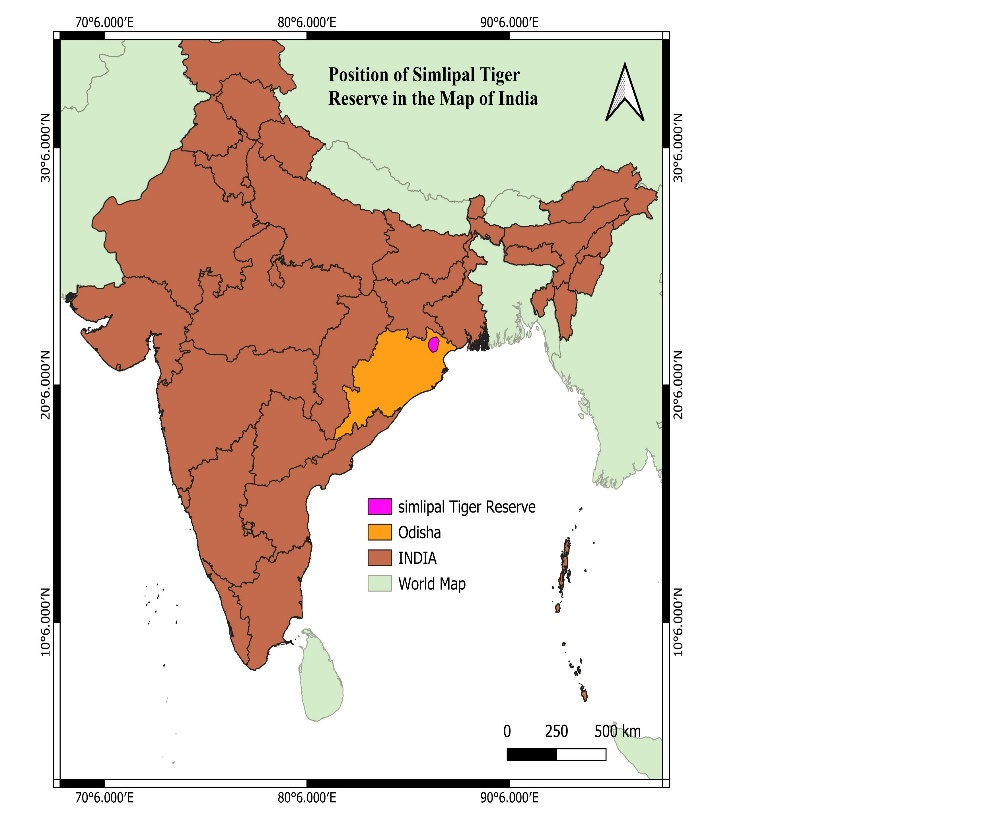 70°6.000'E 80°6.000'E 90°6.000'E
Position of Simlipal Tiger
Reserve in the Map of India
30°6.000'N 30°6.000'N
20°6.000'N 20°6.000'N
simlipal Tiger Reserve
Odisha
INDIA
World Map
10°6.000'N 10°6.000'N
0 250 500 km
70°6.000'E 80°6.000'E 90°6.000'E